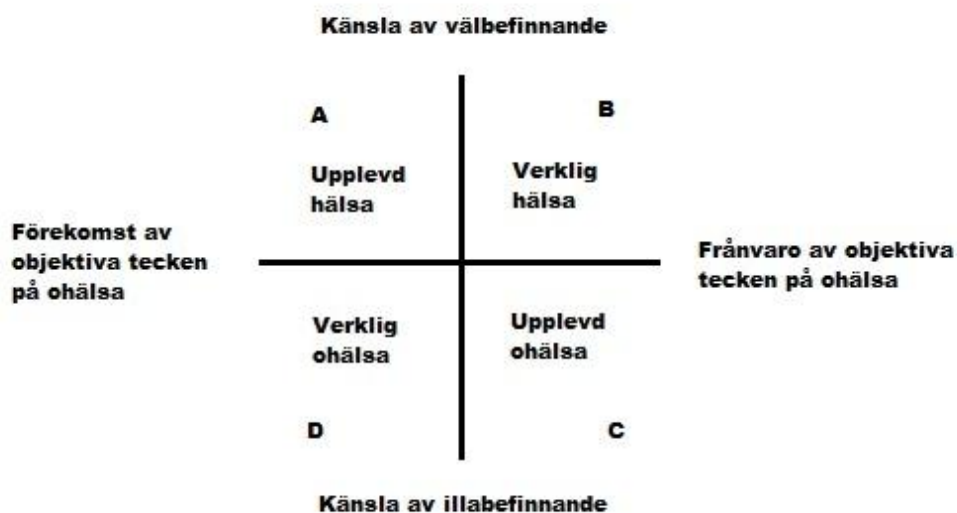 Känsla av välbefinnande
A
B
Upplevd
hälsa
Verklig
hälsa
Förekomst av
objektiva tecken
på ohälsa
Frånvaro av objektiva
tecken på ohälsa
Verklig
ohälsa
Upplevd
ohälsa
D
C
Känsla av illabefinnande